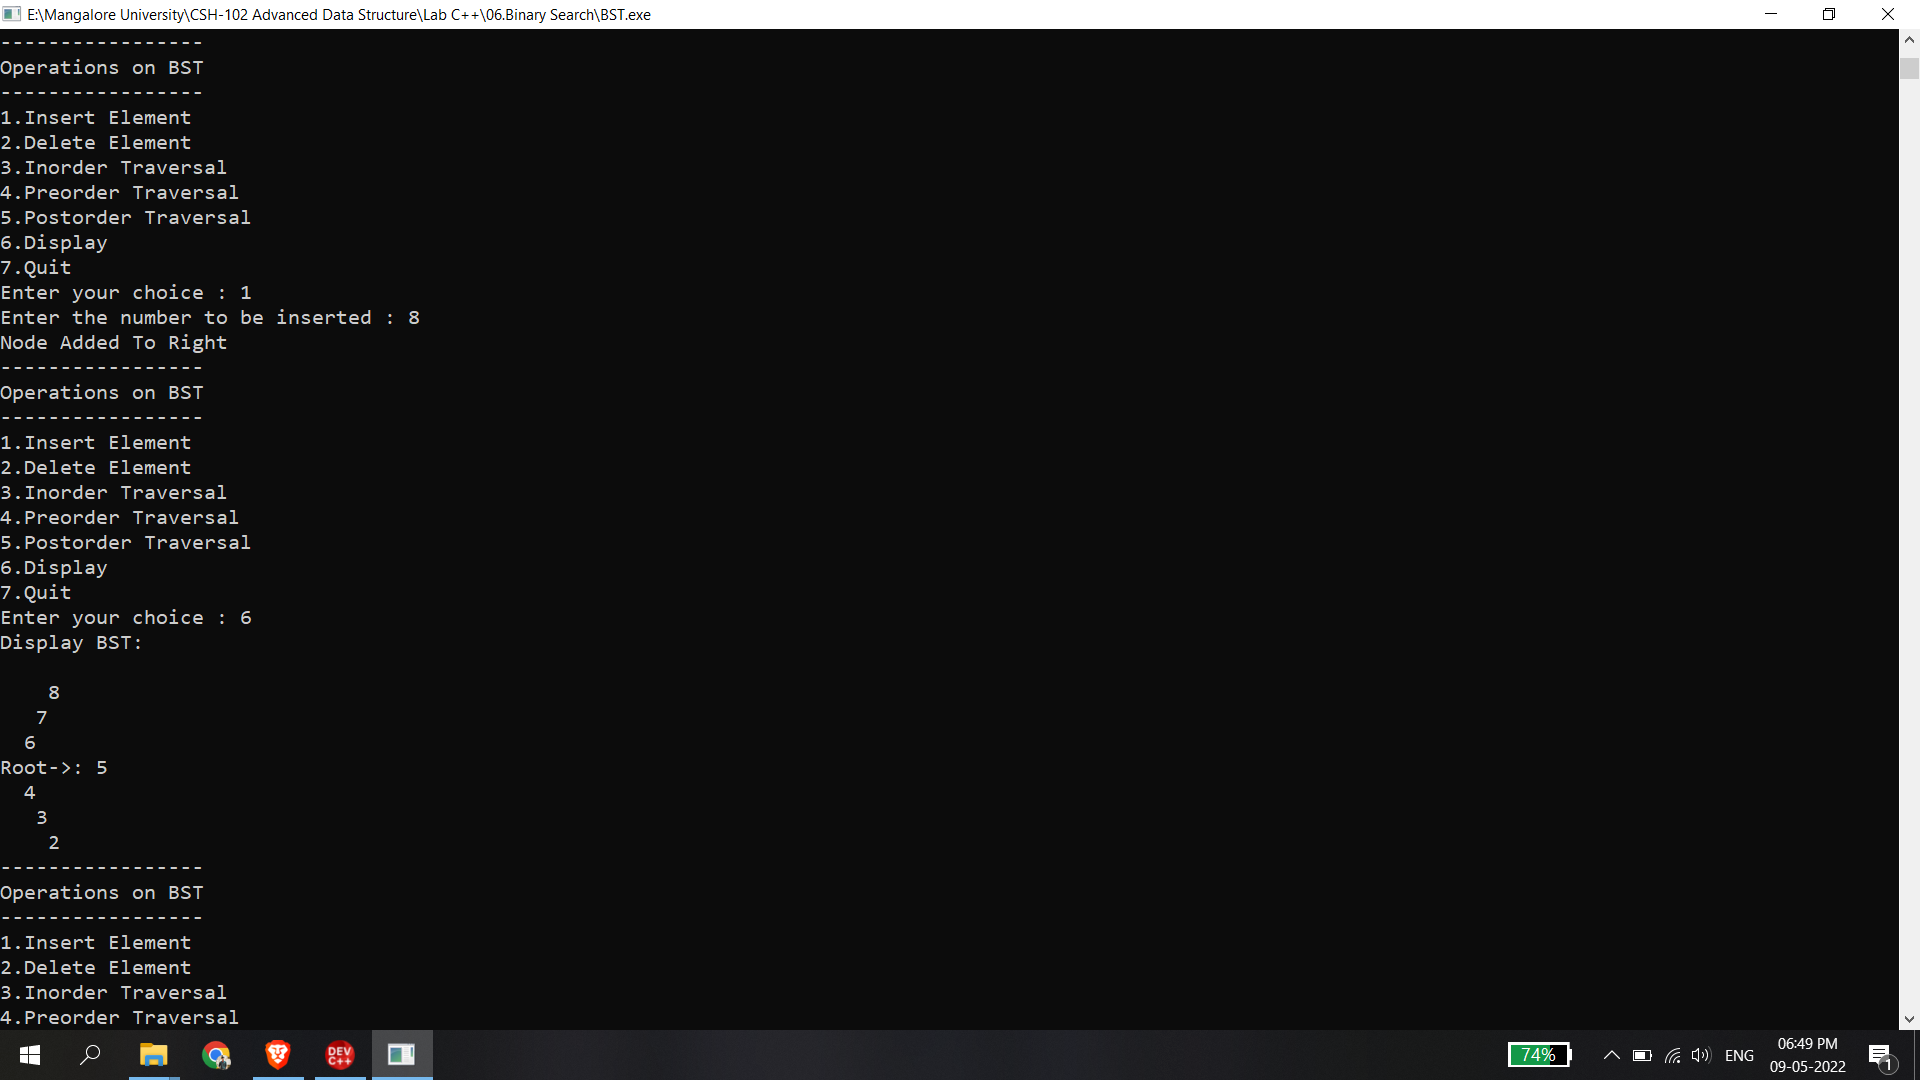 E:\Mangalore University\CSH-102 Advanced Data Structure\Lab C++\06.Binary Search\BST.exe
-----------------
Operations on BST
-----------------
1.Insert Element
2.Delete Element
3.Inorder Traversal
4.Preorder Traversal
5.Postorder Traversal
6.Display
7.Quit
Enter your choice : 1
Enter the number to be inserted : 8
Node Added To Right
-----------------
Operations on BST
-----------------
1.Insert Element
2.Delete Element
3.Inorder Traversal
4.Preorder Traversal
5.Postorder Traversal
6.Display
7.Quit
Enter your choice : 6
Display BST:

    8
   7
  6
Root->: 5
  4
   3
    2
-----------------
Operations on BST
-----------------
1.Insert Element
2.Delete Element
3.Inorder Traversal
4.Preorder Traversal
DEV C++
74%
ENG
06:49 PM
09-05-2022
1